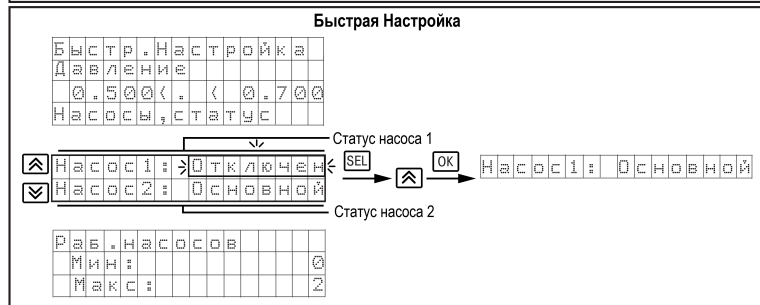 Быстрая Настройка
Быстр.Настройка
Давление
0.500<. < 0.700
Насосы,статус
Статус насоса 1
Насос1: Отключен SEL OK Насос1: Основной
Насос2: Основной
Статус насоса 2
Раб.насосов
Мин: 0
Макс: 2